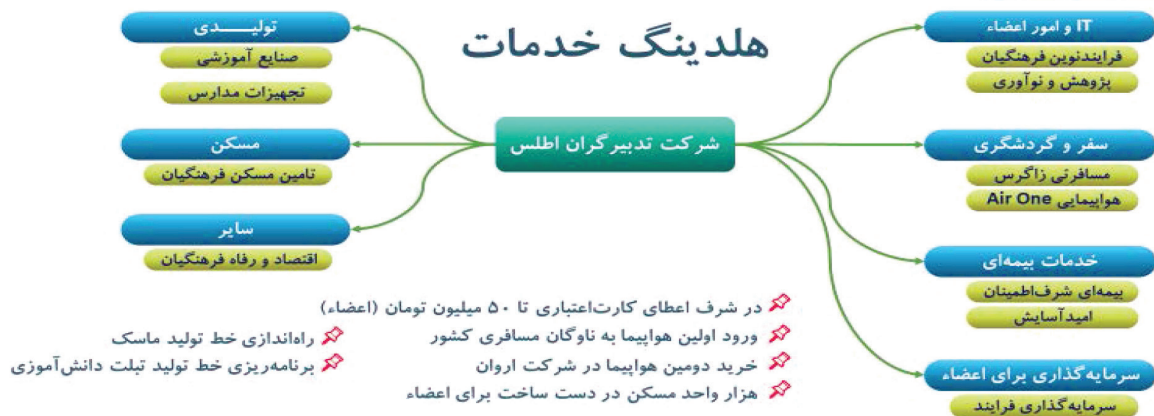 هلدینگ خدمات
شرکت تدبیرگران اطلس
IT و امور اعضاء
فرایندنوین فرهنگیان
پژوهش و نوآوری
سفر و گردشگری
مسافرتی زاگرس
هواپیمایی Air One
خدمات بیمه‌ای
بیمه‌ای شرف‌اطمینان
امیدآسایش
سرمایه‌گذاری برای اعضاء
سرمایه‌گذاری فرایند
تولیـــدی
صنایع آموزشی
تجهیزات مدارس
مسکن
تامین مسکن فرهنگیان
سایر
اقتصاد و رفاه فرهنگیان
در شرف اعطای کارت‌اعتباری تا ۵۰ میلیون تومان (اعضاء)
ورود اولین هواپیما به ناوگان مسافری کشور
خرید دومین هواپیما در شرکت اروان
هزار واحد مسکن در دست ساخت برای اعضاء
راه‌اندازی خط تولید ماسک
برنامه‌ریزی خط تولید تبلت دانش‌آموزی